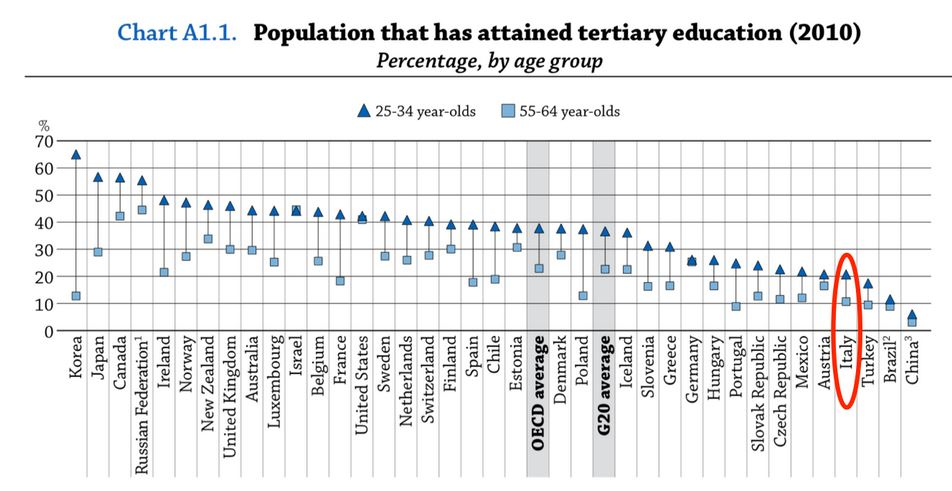 Chart A1.1. Population that has attained tertiary education (2010)
Percentage, by age group
25-34 year-olds 55-64 year-olds
%
70
60
50
40
30
20
10
0
Korea
Japan
Canada
Russian Federation¹
Ireland
Norway
New Zealand
United Kingdom
Australia
Luxembourg
Israel
Belgium
France
United States
Sweden
Netherlands
Switzerland
Finland
Spain
Chile
Estonia
OECD average
Denmark
Poland
G20 average
Iceland
Slovenia
Greece
Germany
Hungary
Portugal
Slovak Republic
Czech Republic
Mexico
Austria
Italy
Turkey
Brazil²
China³